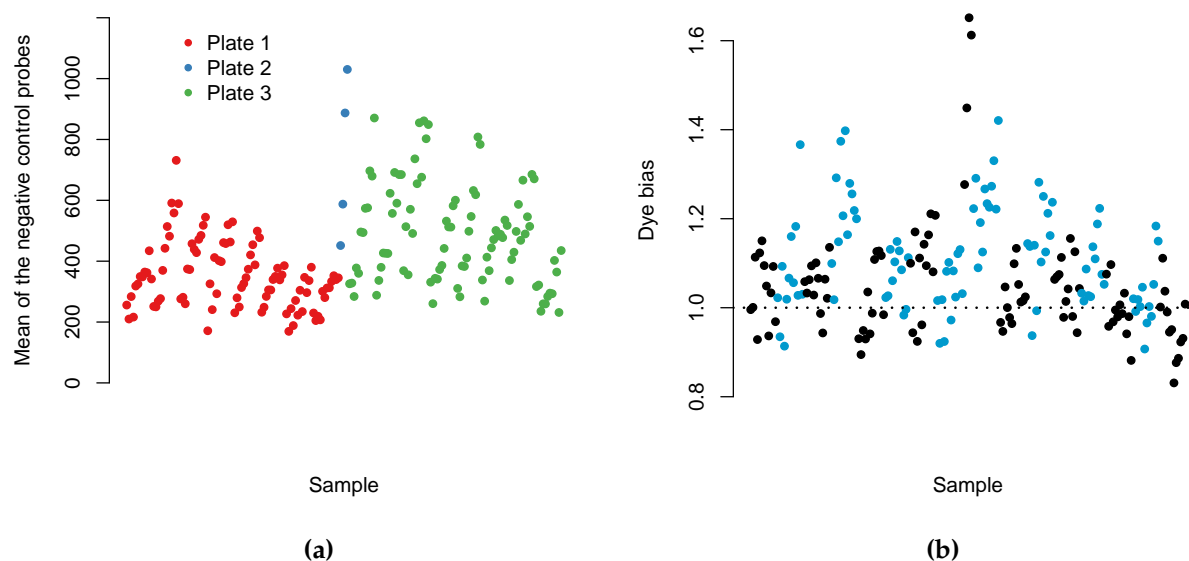 Mean of the negative control probes
0
200
400
600
800
1000
Plate 1
Plate 2
Plate 3
Sample
(a)
Dye bias
0.8
1.0
1.2
1.4
1.6
Sample
(b)